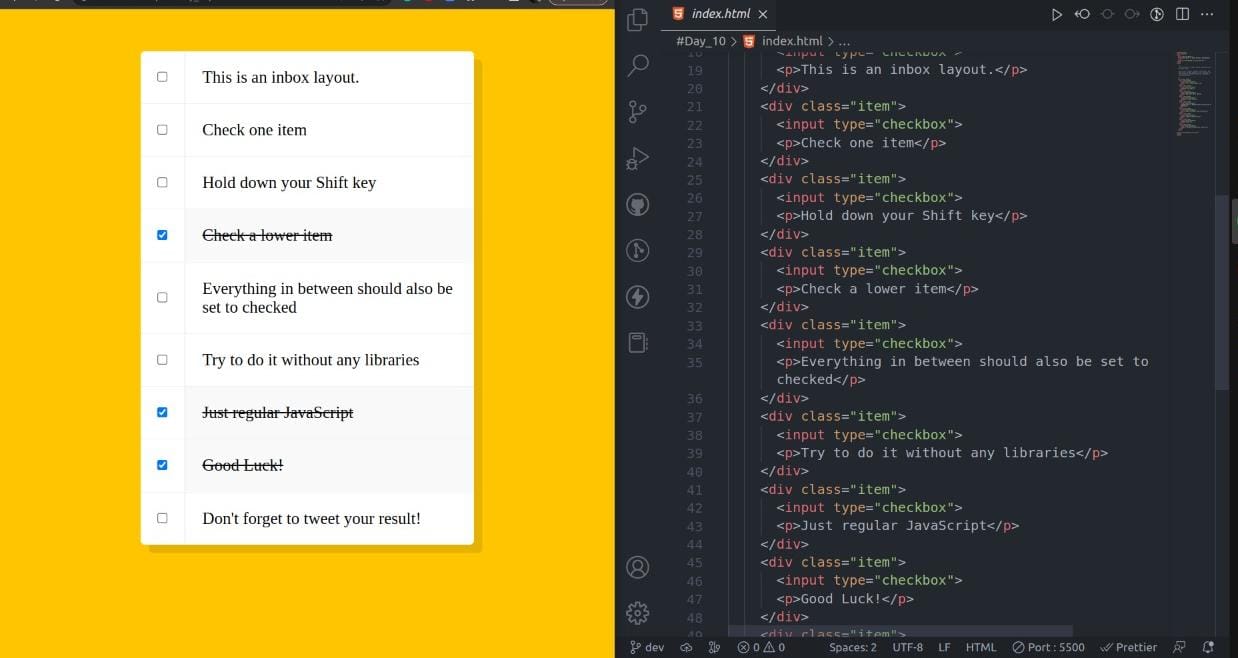 This is an inbox layout.
Check one item
Hold down your Shift key
Check a lower item
Everything in between should also be
set to checked
Try to do it without any libraries
Just regular JavaScript
Good Luck!
Don't forget to tweet your result!
index.html
#Day_10 > index.html > ...
18 <input type="checkbox">
19 <p>This is an inbox layout.</p>
20 </div>
21 <div class="item">
22 <input type="checkbox">
23 <p>Check one item</p>
24 </div>
25 <div class="item">
26 <input type="checkbox">
27 <p>Hold down your Shift key</p>
28 </div>
29 <div class="item">
30 <input type="checkbox">
31 <p>Check a lower item</p>
32 </div>
33 <div class="item">
34 <input type="checkbox">
35 <p>Everything in between should also be set to
checked</p>
36 </div>
37 <div class="item">
38 <input type="checkbox">
39 <p>Try to do it without any libraries</p>
40 </div>
41 <div class="item">
42 <input type="checkbox">
43 <p>Just regular JavaScript</p>
44 </div>
45 <div class="item">
46 <input type="checkbox">
47 <p>Good Luck!</p>
48 </div>
49 <div class="item">
dev 0 0 Spaces: 2 UTF-8 LF HTML Port : 5500 Prettier